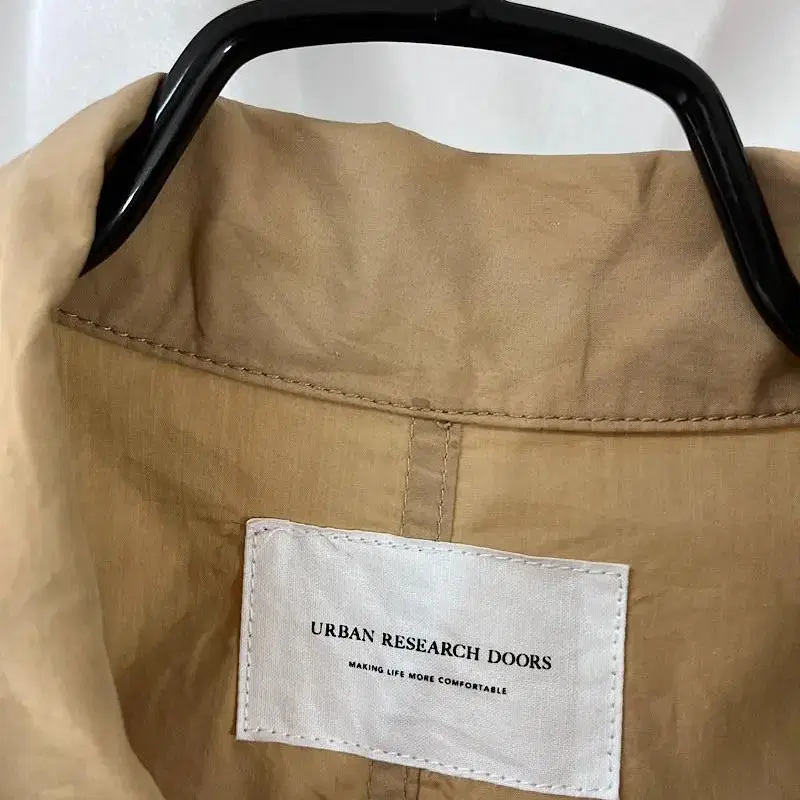 URBAN RESEARCH DOORS
MAKING LIFE MORE COMFORTABLE